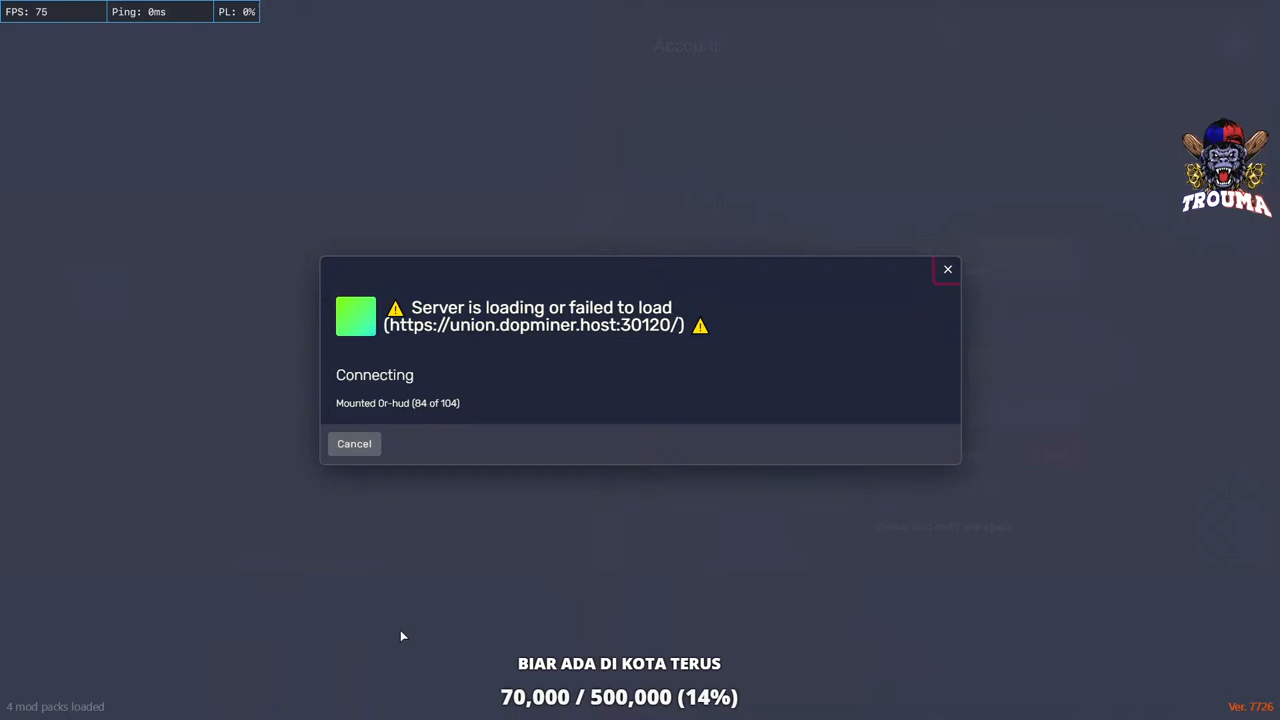 FPS: 75
Ping: 0ms
PL: 0%
Account
TROUMA
⚠ Server is loading or failed to load
(https://union.dopminer.host:30120/) ⚠
Connecting
Mounted 0r-hud (84 of 104)
Cancel
BIAR ADA DI KOTA TERUS
70,000 / 500,000 (14%)
4 mod packs loaded
Ver. 7726